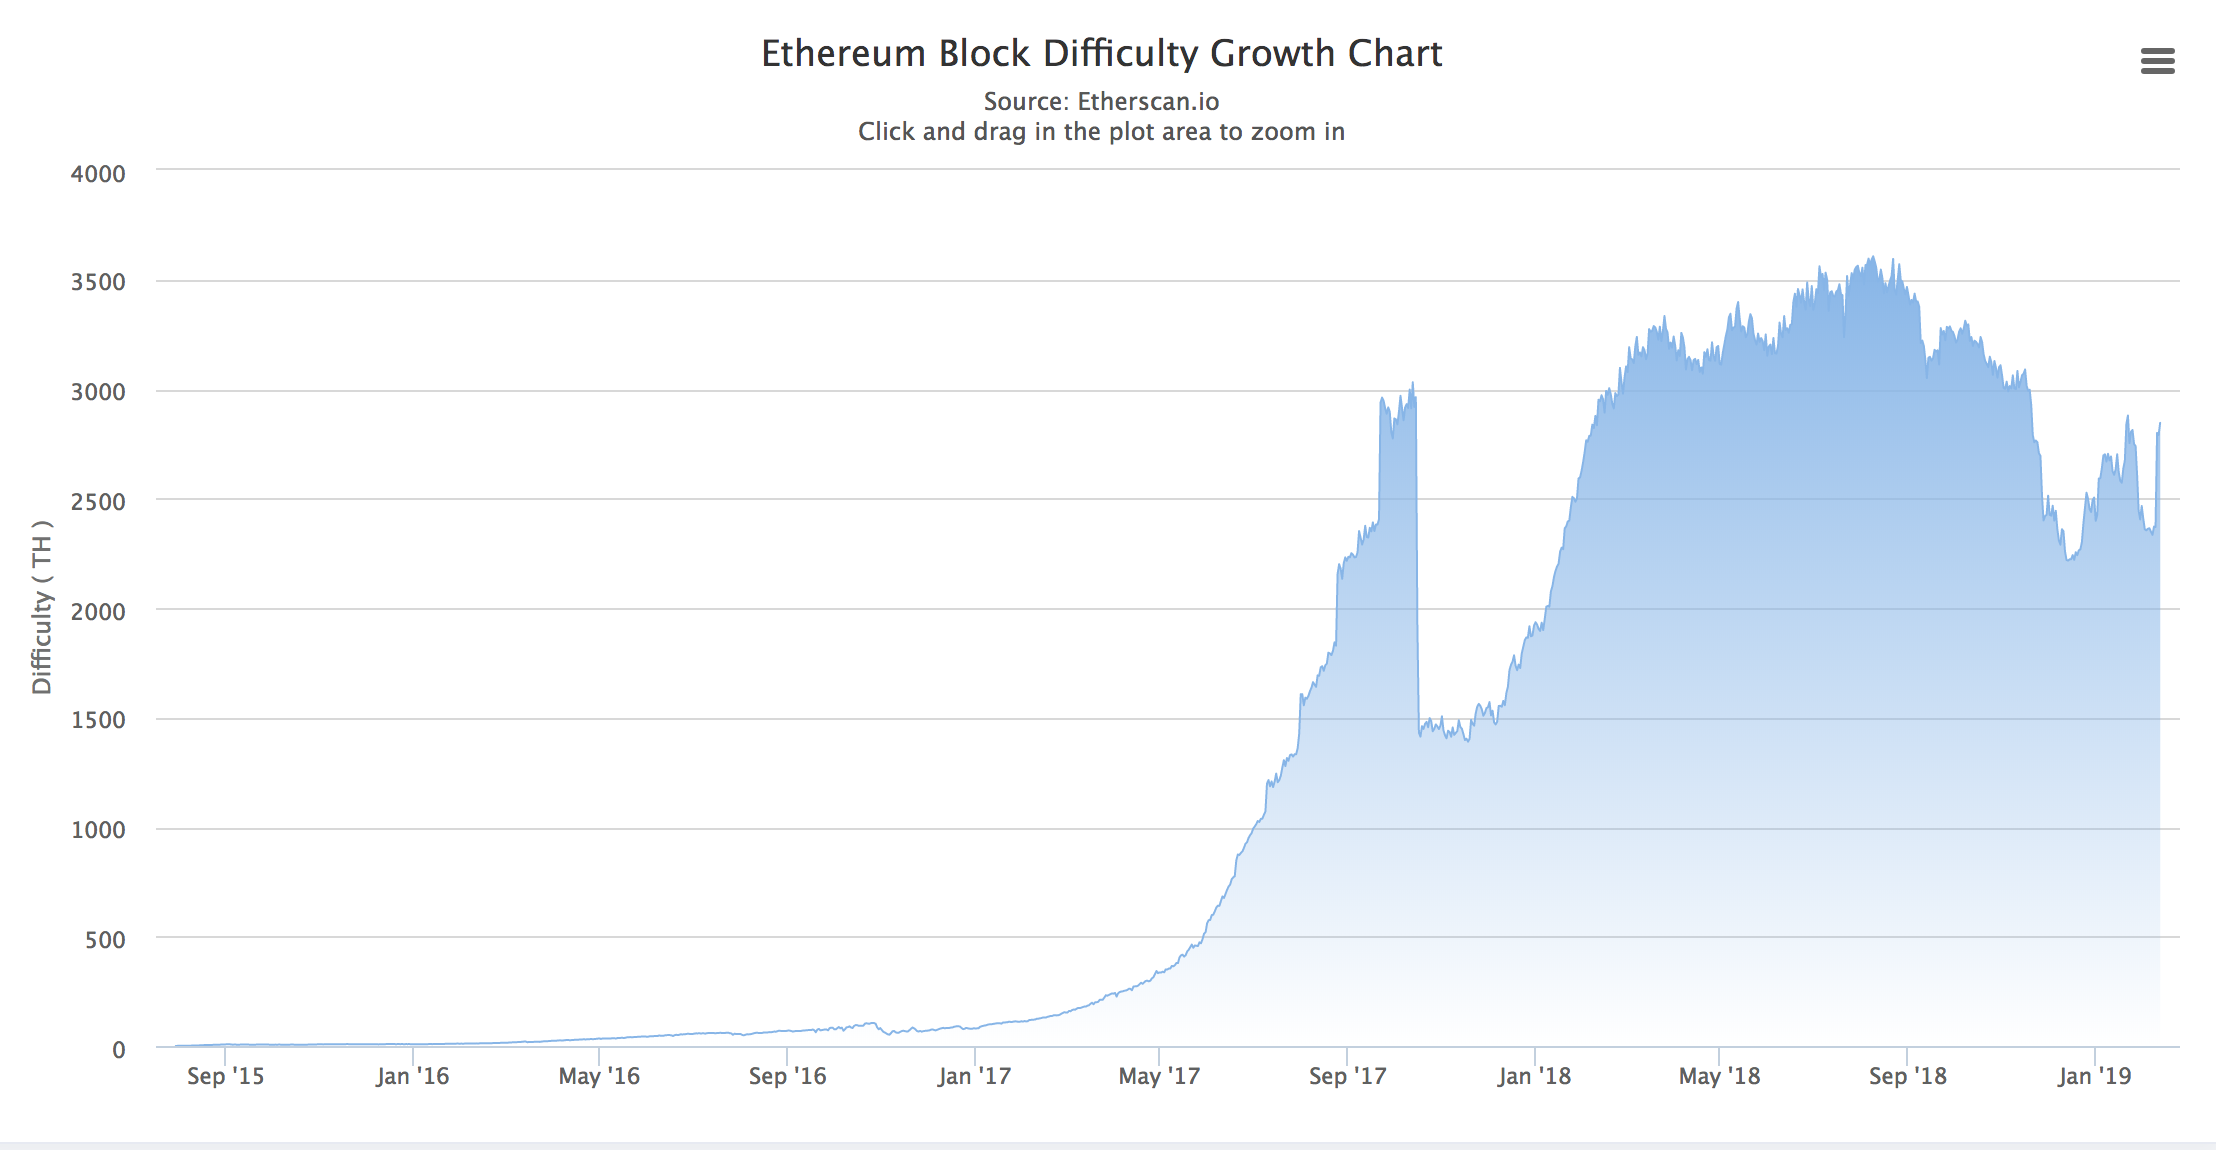 Ethereum Block Difficulty Growth Chart
Source: Etherscan.io
Click and drag in the plot area to zoom in
4000
3500
3000
2500
2000
1500
1000
500
0
Difficulty ( TH )
Sep '15
Jan '16
May '16
Sep '16
Jan '17
May '17
Sep '17
Jan '18
May '18
Sep '18
Jan '19